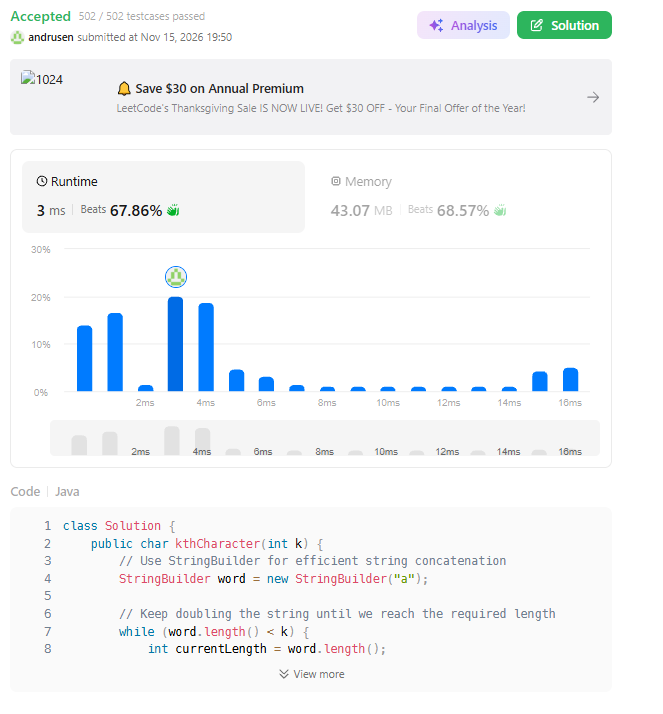 Accepted 502 / 502 testcases passed
andrusen submitted at Nov 15, 2026 19:50
Analysis
Solution
1024
Save $30 on Annual Premium
LeetCode's Thanksgiving Sale IS NOW LIVE! Get $30 OFF - Your Final Offer of the Year!
Runtime
3 ms Beats 67.86%
Memory
43.07 MB Beats 68.57%
30%
20%
10%
0%
2ms 4ms 6ms 8ms 10ms 12ms 14ms 16ms
2ms 4ms 6ms 8ms 10ms 12ms 14ms 16ms
Code Java
1 class Solution {
2     public char kthCharacter(int k) {
3         // Use StringBuilder for efficient string concatenation
4         StringBuilder word = new StringBuilder("a");
5
6         // Keep doubling the string until we reach the required length
7         while (word.length() < k) {
8             int currentLength = word.length();
View more